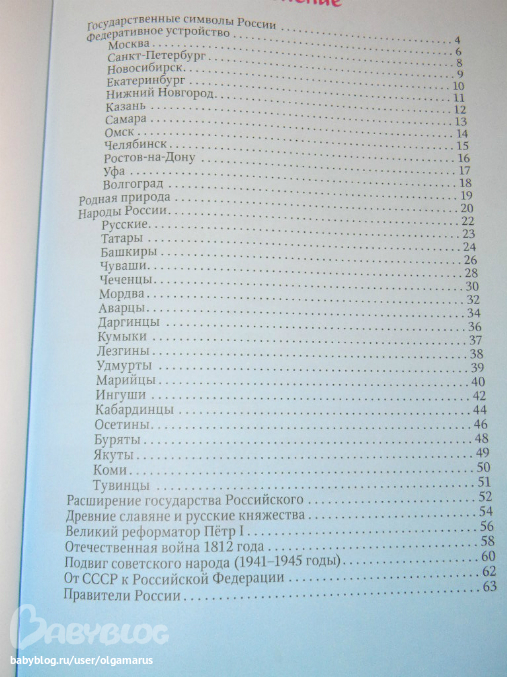 Государственные символы России 4
Федеративное устройство 6
Москва 8
Санкт-Петербург 9
Новосибирск 10
Екатеринбург 11
Нижний Новгород 12
Казань 13
Самара 14
Омск 15
Челябинск 16
Ростов-на-Дону 17
Уфа 18
Волгоград 19
Родная природа 20
Народы России 22
Русские 23
Татары 24
Башкиры 26
Чуваши 28
Чеченцы 30
Мордва 32
Аварцы 34
Даргинцы 36
Кумыки 37
Лезгины 38
Удмурты 39
Марийцы 40
Ингуши 42
Кабардинцы 44
Осетины 46
Буряты 48
Якуты 49
Коми 50
Тувинцы 51
Расширение государства Российского 52
Древние славяне и русские княжества 54
Великий реформатор Пётр I 56
Отечественная война 1812 года 58
Подвиг советского народа (1941–1945 годы) 60
От СССР к Российской Федерации 62
Правители России 63
BABYBLOG
babyblog.ru/user/olgamarus